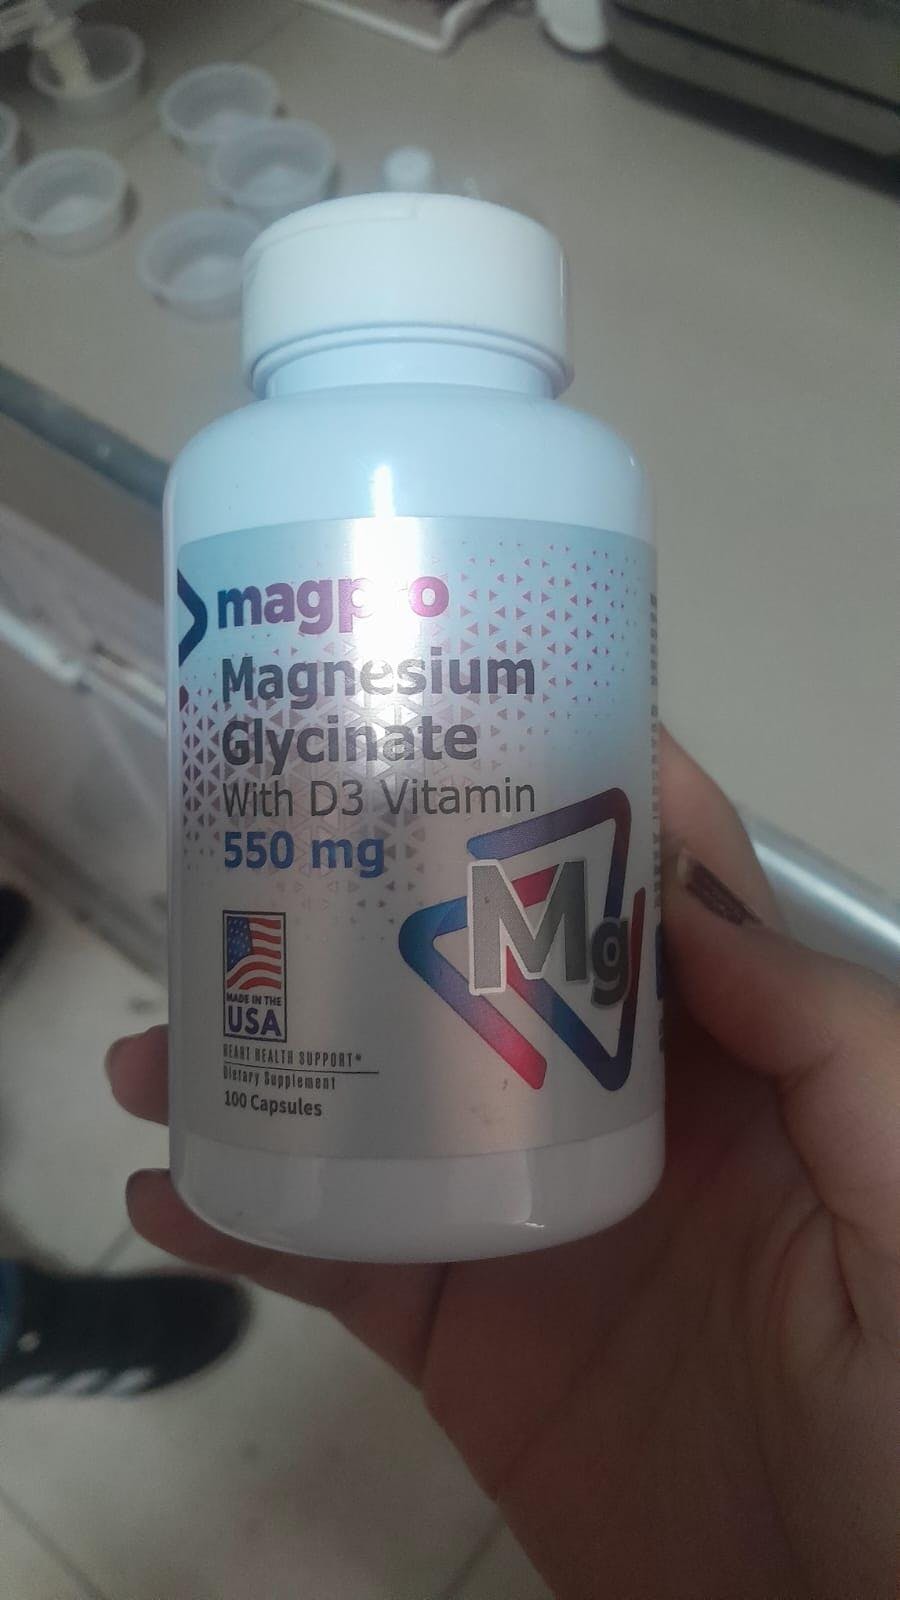 magpro
Magnesium
Glycinate
With D3 Vitamin
550 mg
Mg
MADE IN THE
USA
HEART HEALTH SUPPORT*
Dietary Supplement
100 Capsules